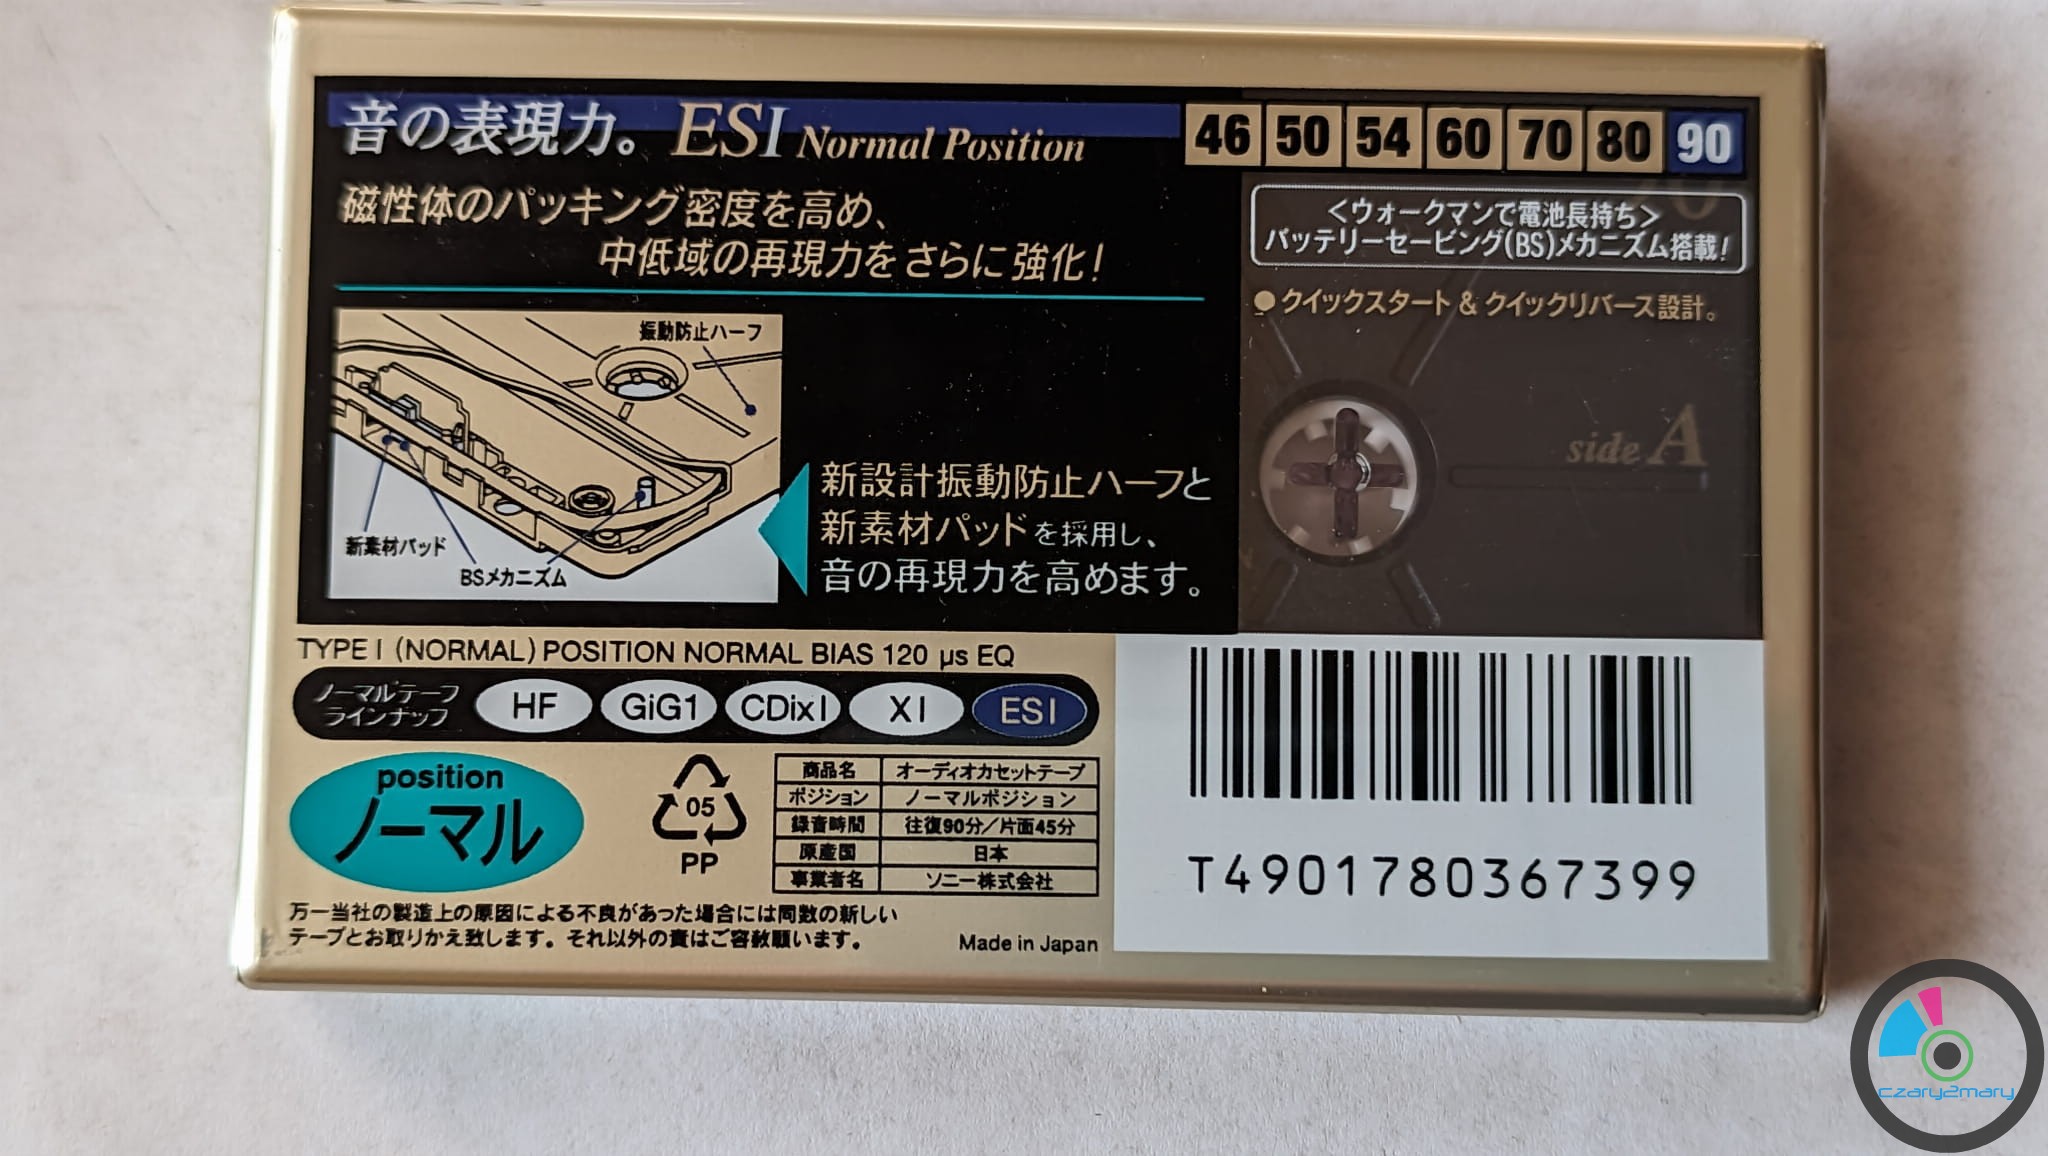 音の表現力。ESI Normal Position
46 50 54 60 70 80 90
磁性体のパッキング密度を高め、
中低域の再現力をさらに強化!
<ウォークマンで電池長持ち>
バッテリーセービング(BS)メカニズム搭載!
●クイックスタート & クイックリバース設計。
振動防止ハーフ
新素材パッド
BSメカニズム
新設計振動防止ハーフと
新素材パッドを採用し、
音の再現力を高めます。
side A
TYPE I (NORMAL) POSITION NORMAL BIAS 120 μs EQ
ノーマルテープ
ラインナップ
HF GiG1 CDixI XI ESI
position
ノーマル
05
PP
商品名 オーディオカセットテープ
ポジション ノーマルポジション
録音時間 往復90分/片面45分
原産国 日本
事業者名 ソニー株式会社
万一当社の製造上の原因による不良があった場合には同数の新しい
テープとお取りかえ致します。それ以外の責はご容赦願います。
Made in Japan
T4901780367399
czary2mary